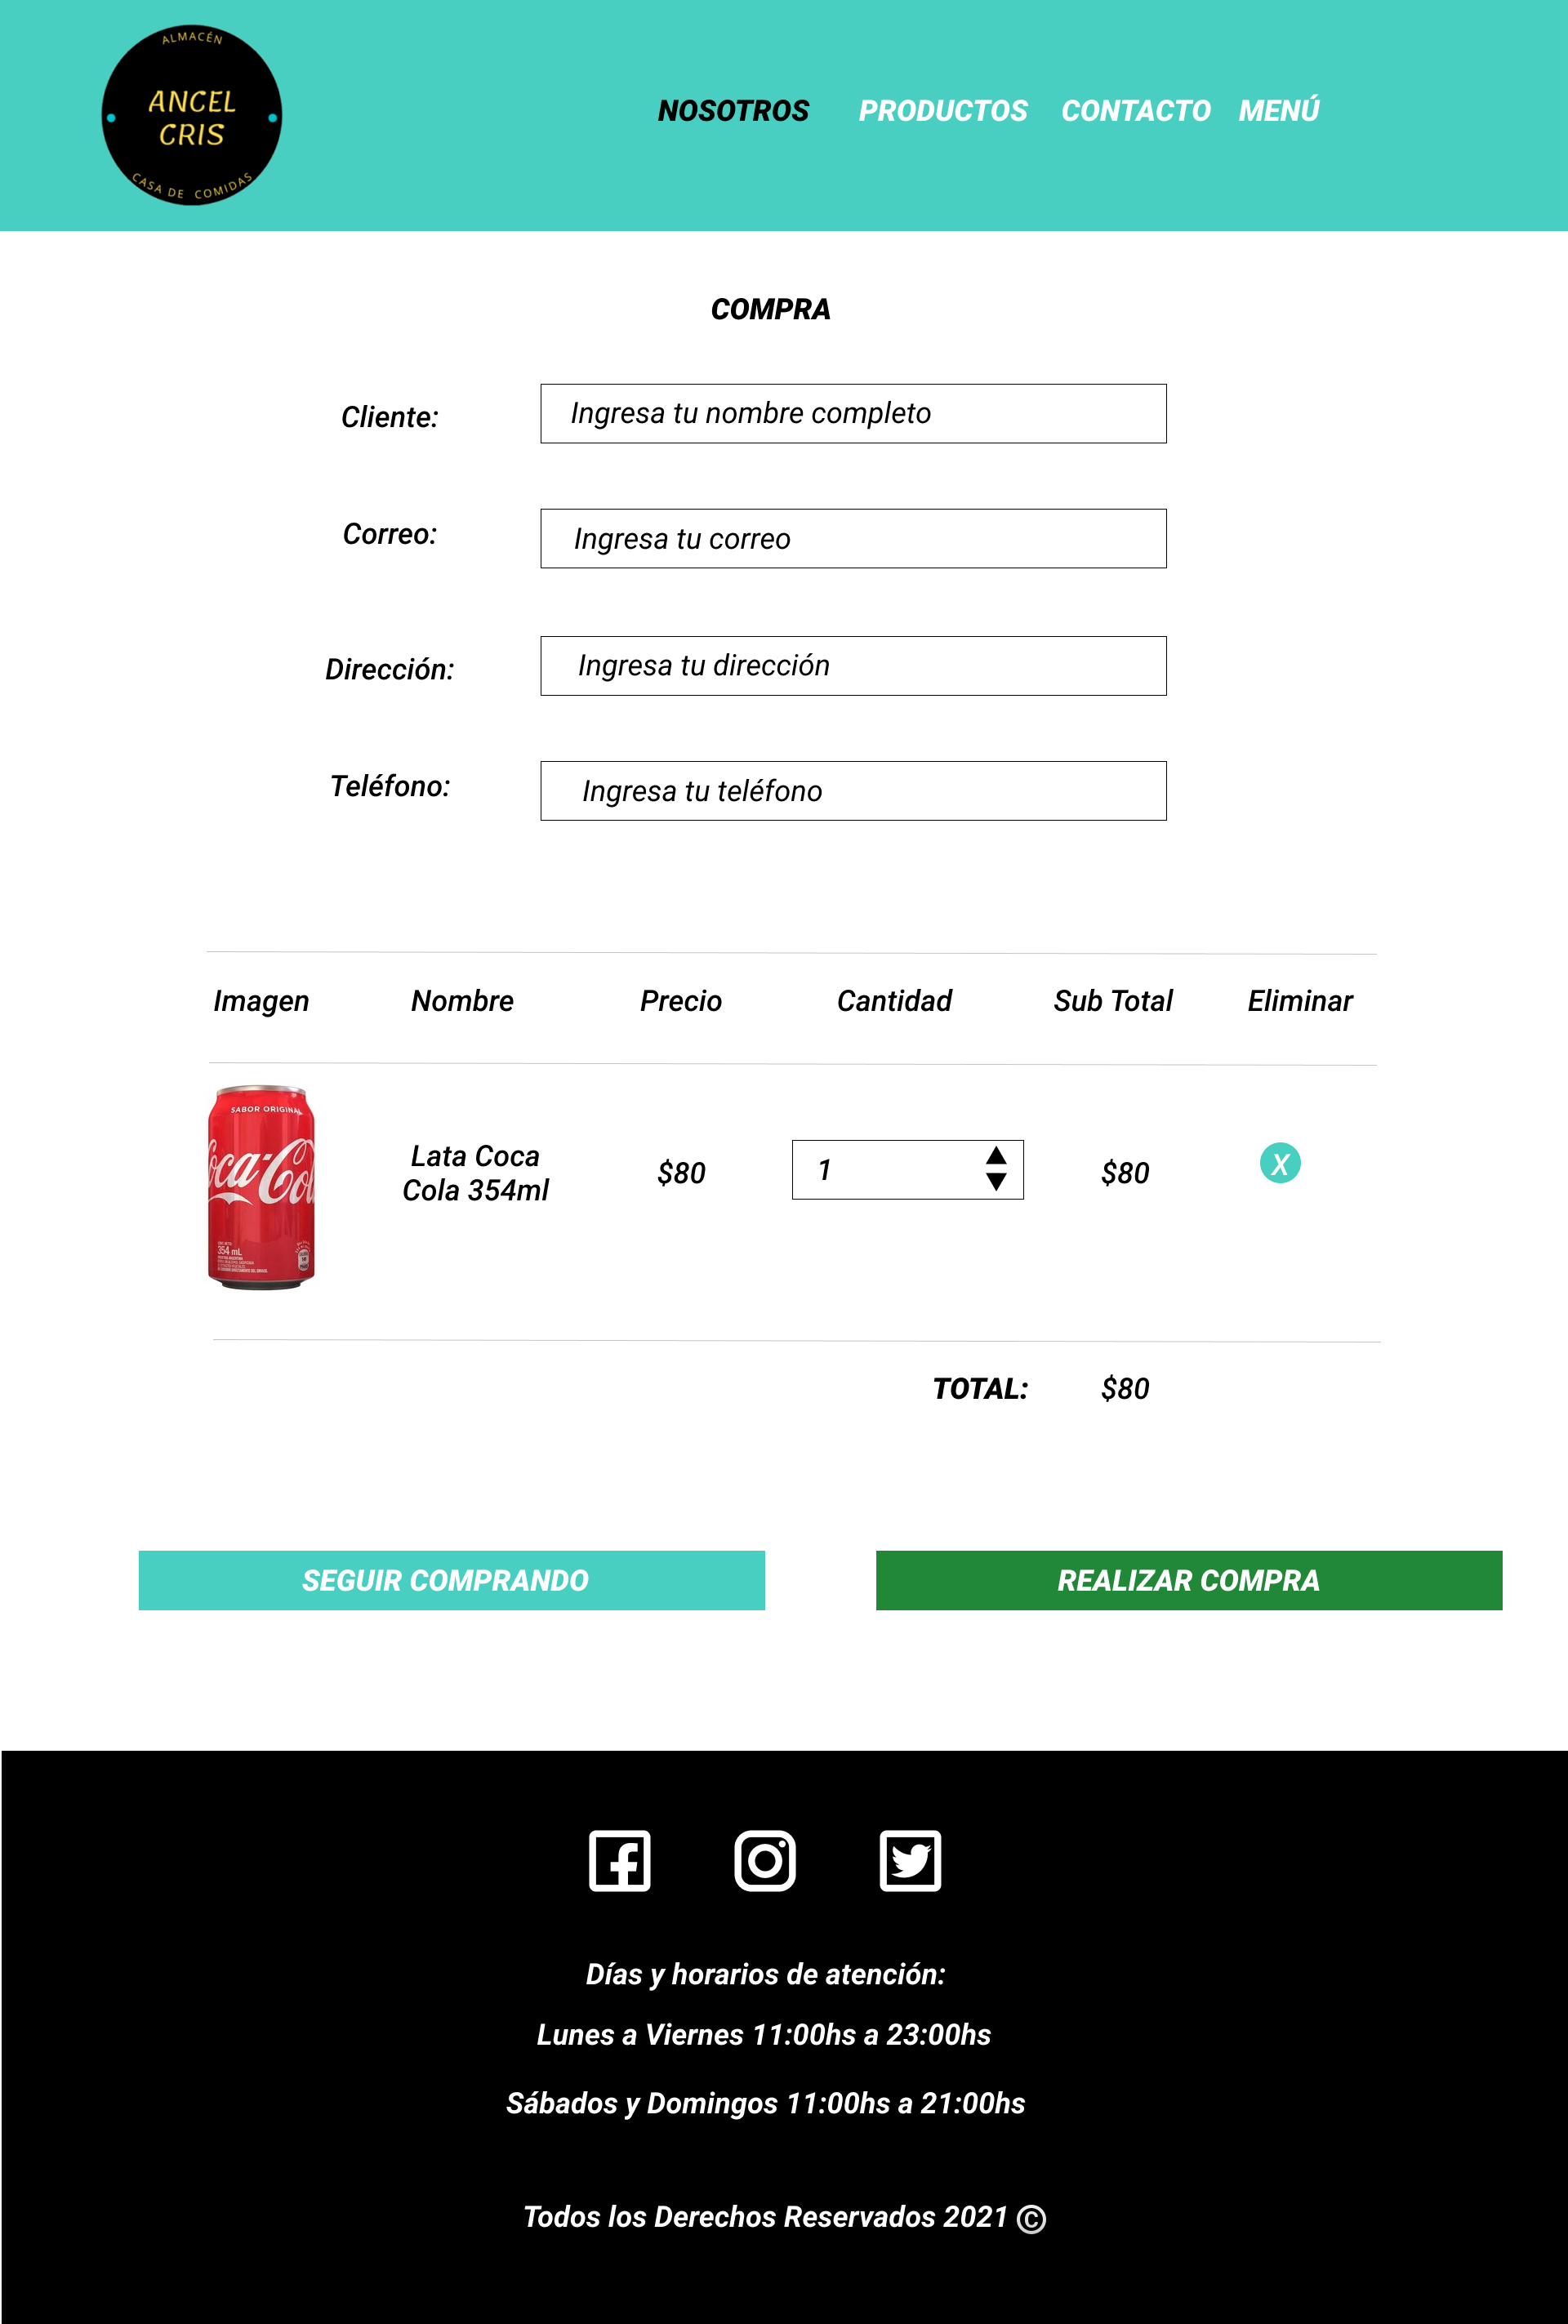 ALMACÉN
ANCEL
CRIS
CASA DE COMIDAS
NOSOTROS PRODUCTOS CONTACTO MENÚ
COMPRA
Cliente: Ingresa tu nombre completo
Correo: Ingresa tu correo
Dirección: Ingresa tu dirección
Teléfono: Ingresa tu teléfono
Imagen Nombre Precio Cantidad Sub Total Eliminar
SABOR ORIGINAL
Coca-Cola
354 mL
Lata Coca
Cola 354ml
$80 1 $80 X
TOTAL: $80
SEGUIR COMPRANDO REALIZAR COMPRA
Días y horarios de atención:
Lunes a Viernes 11:00hs a 23:00hs
Sábados y Domingos 11:00hs a 21:00hs
Todos los Derechos Reservados 2021 ©